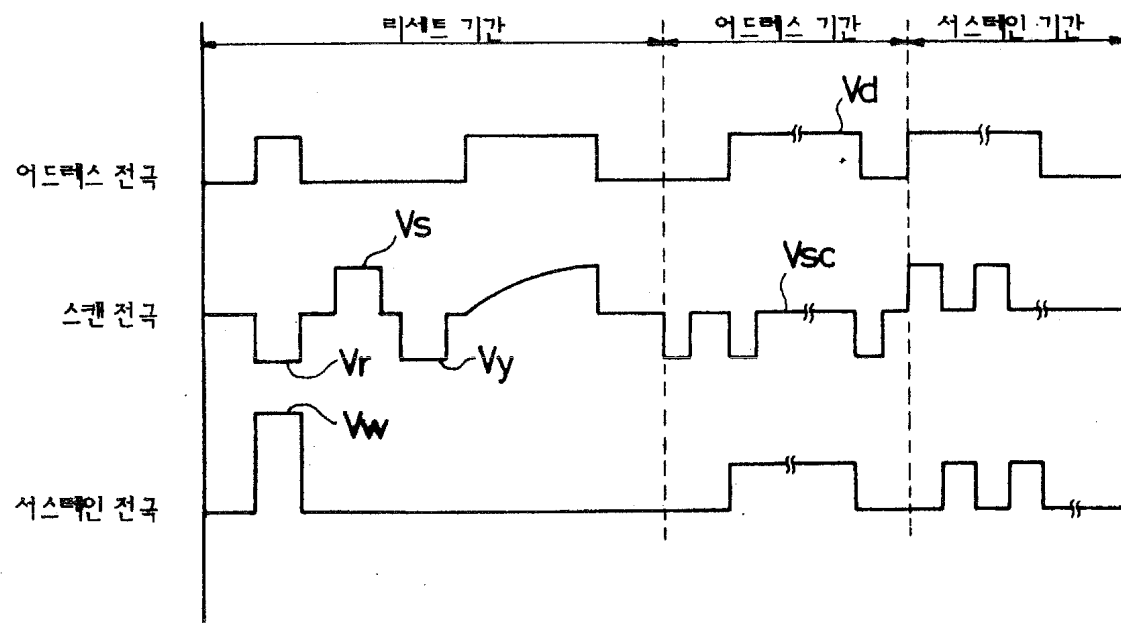 리세트 기간
어드레스 기간
서스테인 기간
Vd
어드레스 전극
Vs
Vsc
스캔 전극
Vr
Vy
Vw
서스테인 전극